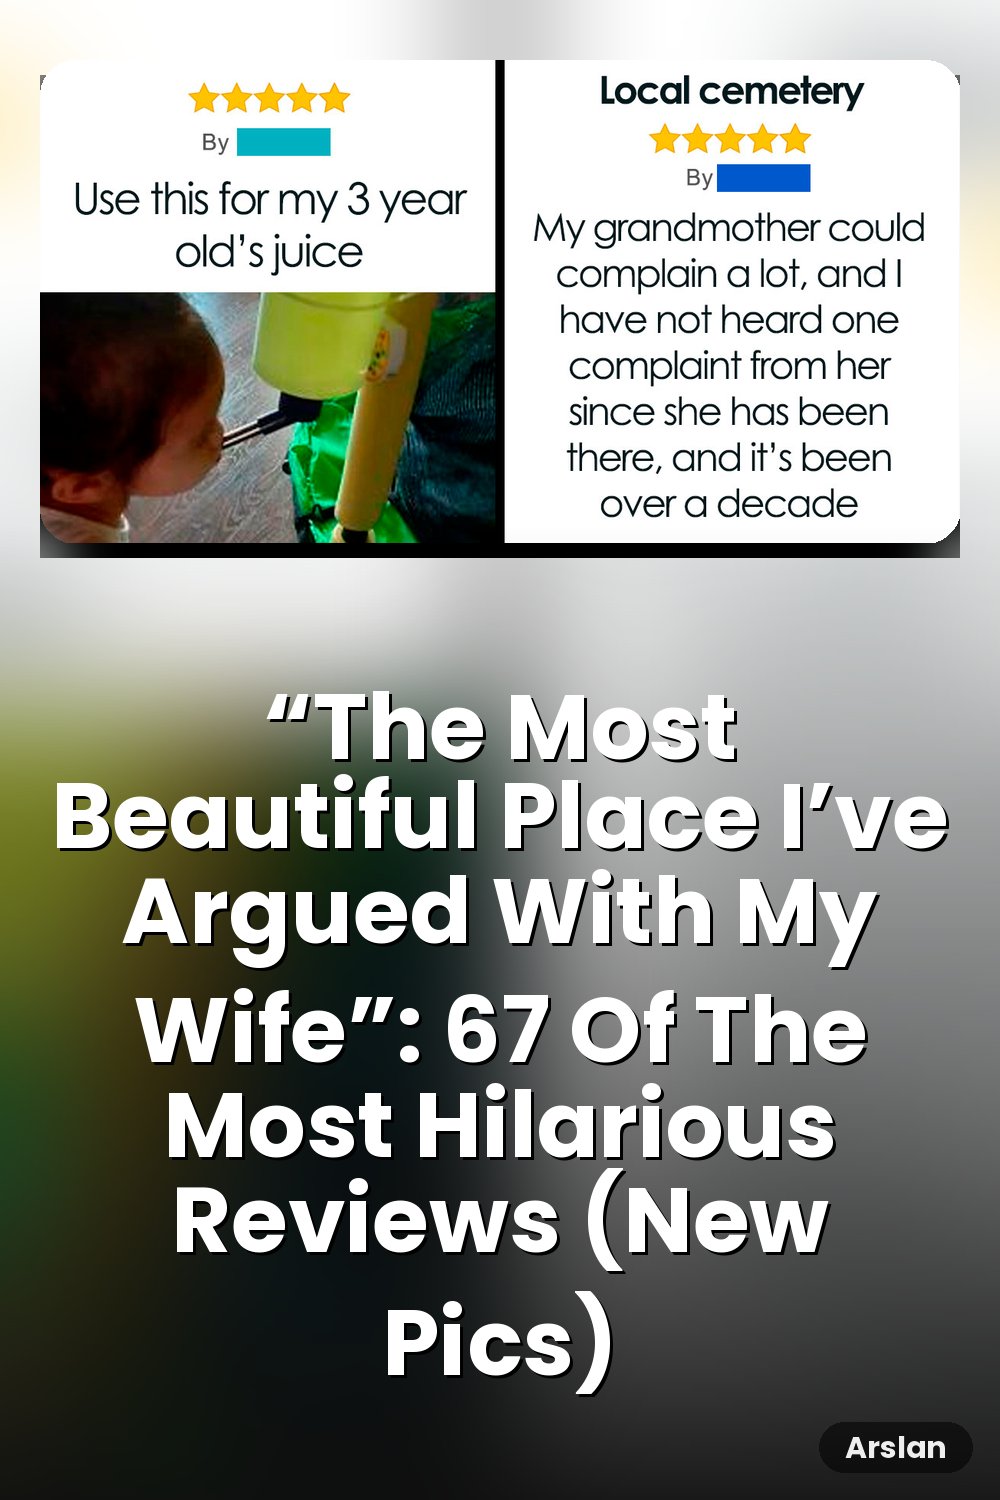 By
Use this for my 3 year
old’s juice
Local cemetery
By
My grandmother could
complain a lot, and I
have not heard one
complaint from her
since she has been
there, and it’s been
over a decade
“The Most
Beautiful Place I’ve
Argued With My
Wife”: 67 Of The
Most Hilarious
Reviews (New
Pics)
Arslan